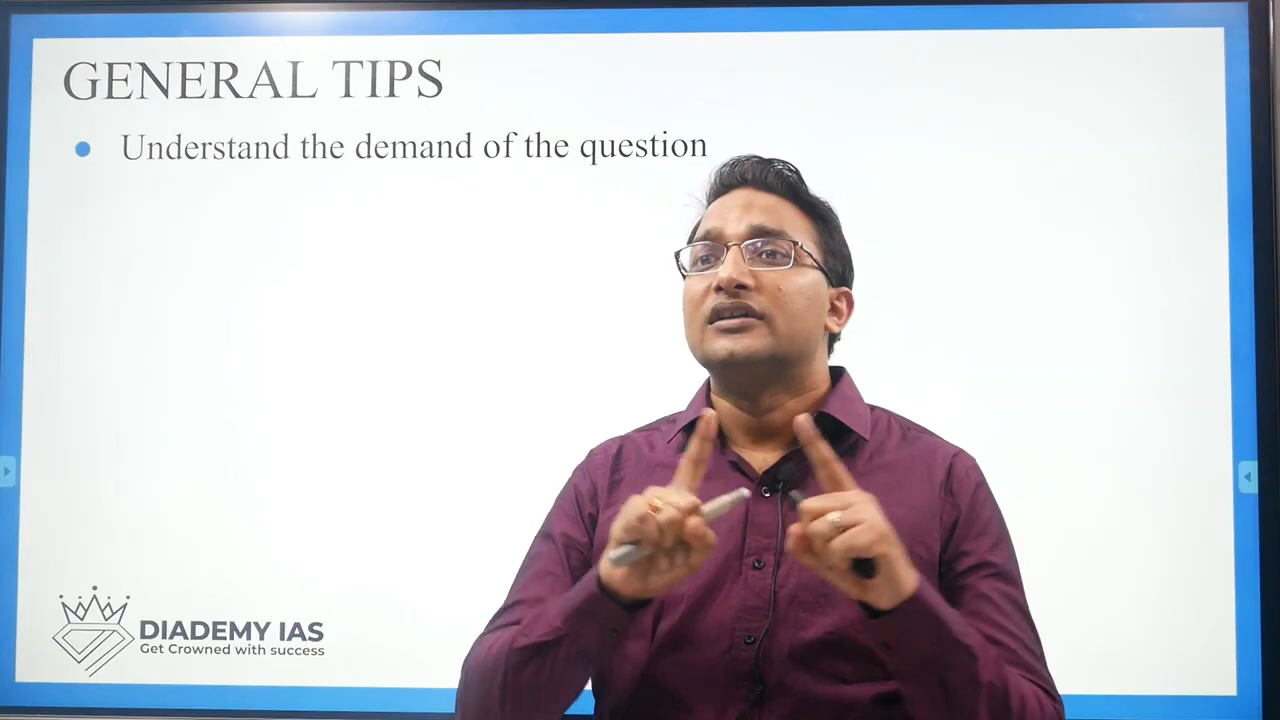 GENERAL TIPS
● Understand the demand of the question
DIADEMY IAS
Get Crowned with success